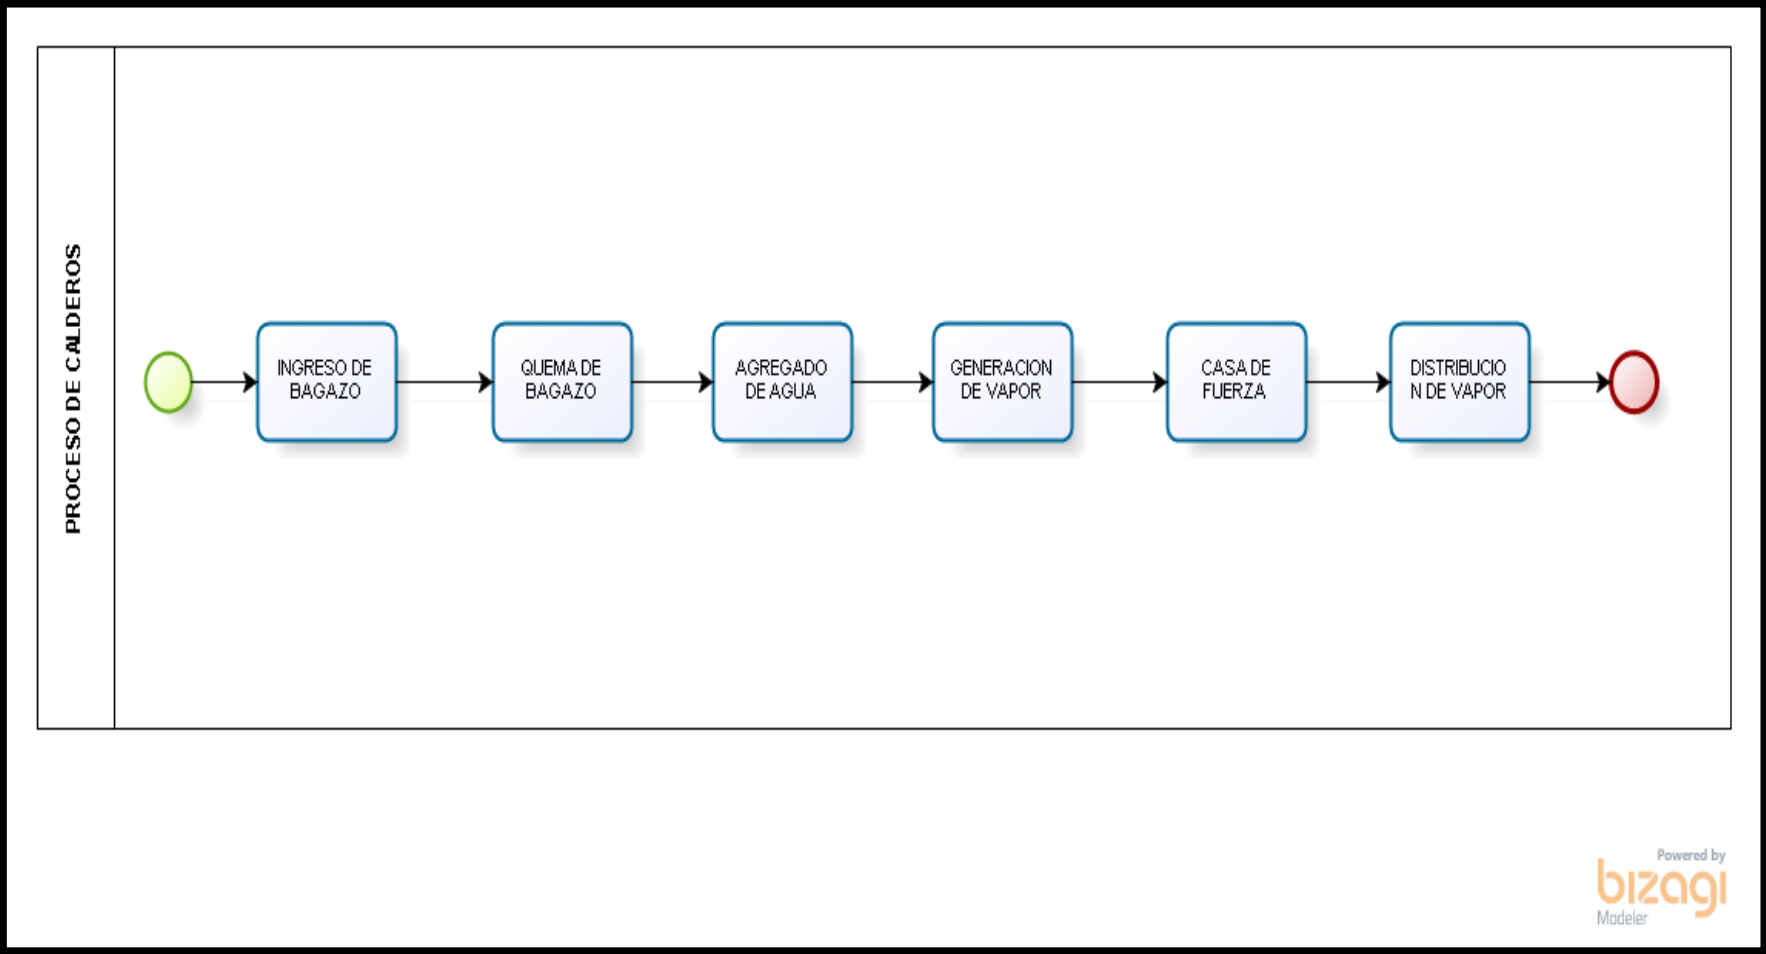 PROCESO DE CALDEROS
INGRESO DE
BAGAZO
QUEMA DE
BAGAZO
AGREGADO
DE AGUA
GENERACION
DE VAPOR
CASA DE
FUERZA
DISTRIBUCIO
N DE VAPOR
Powered by
bizagi
Modeler